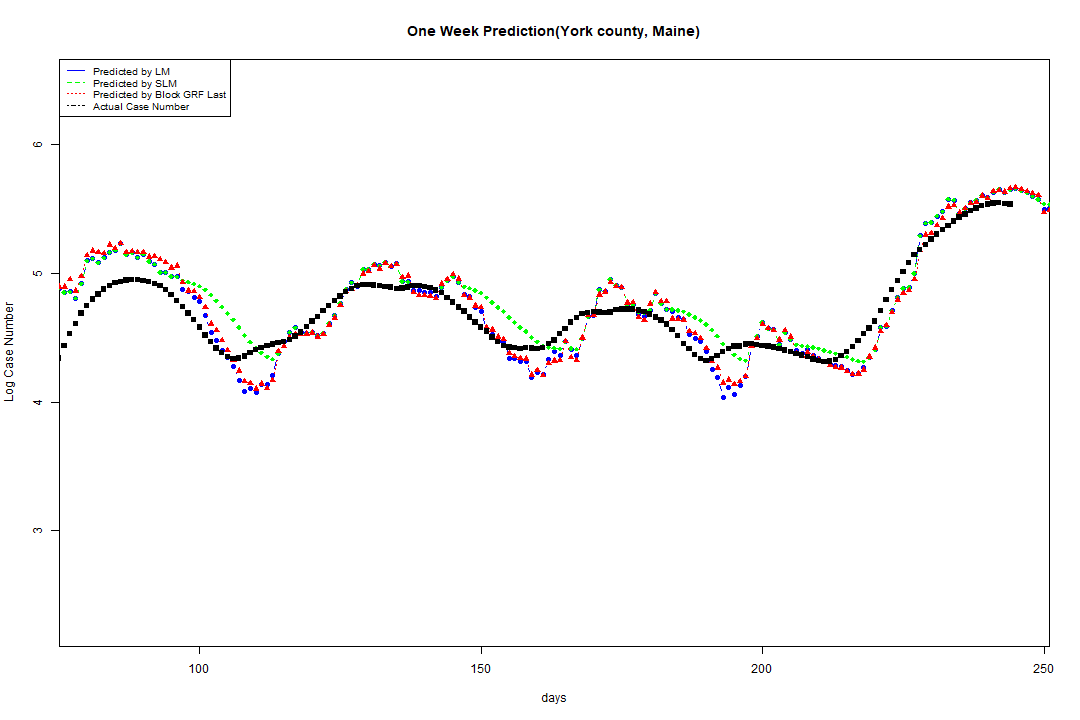 One Week Prediction(York county, Maine)
Predicted by LM
Predicted by SLM
Predicted by Block GRF Last
Actual Case Number
6
5
4
3
Log Case Number
100 150 200 250
days